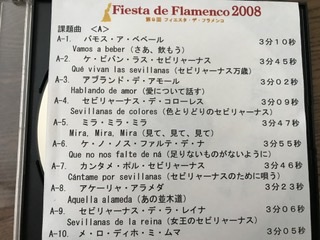 Fiesta de Flamenco 2008
第6回 フィエスタ・デ・フラメンコ
課題曲 <A>
A-1. バモス・ア・ベベール 3分10秒
Vamos a beber (さあ、飲もう)
A-2. ケ・ビバン・ラス・セビリャーナス 3分45秒
Qué vivan las sevillanas (セビリャーナス万歳)
A-3. アブランド・デ・アモール 3分02秒
Hablando de amor (愛について話す)
A-4. セビリャーナス・デ・コローレス 3分09秒
Sevillanas de colores (色とりどりのセビリャーナス)
A-5. ミラ・ミラ・ミラ 3分47秒
Mira, Mira, Mira (見て、見て、見て)
A-6. ケ・ノ・ノス・ファルテ・デ・ナ 3分55秒
Que no nos falte de ná (足りないものがないように)
A-7. カンタメ・ポル・セビリャーナス 3分46秒
Cántame por sevillanas (セビリャーナスのために唄う)
A-8. アケーリャ・アラメダ 3分23秒
Aquella alameda (あの並木道)
A-9. セビリャーナス・デ・ラ・レイナ 3分06秒
Sevillanas de la reina (女王のセビリャーナス)
A-10. メ・ロ・ディホ・ミ・ムマ 3分05秒